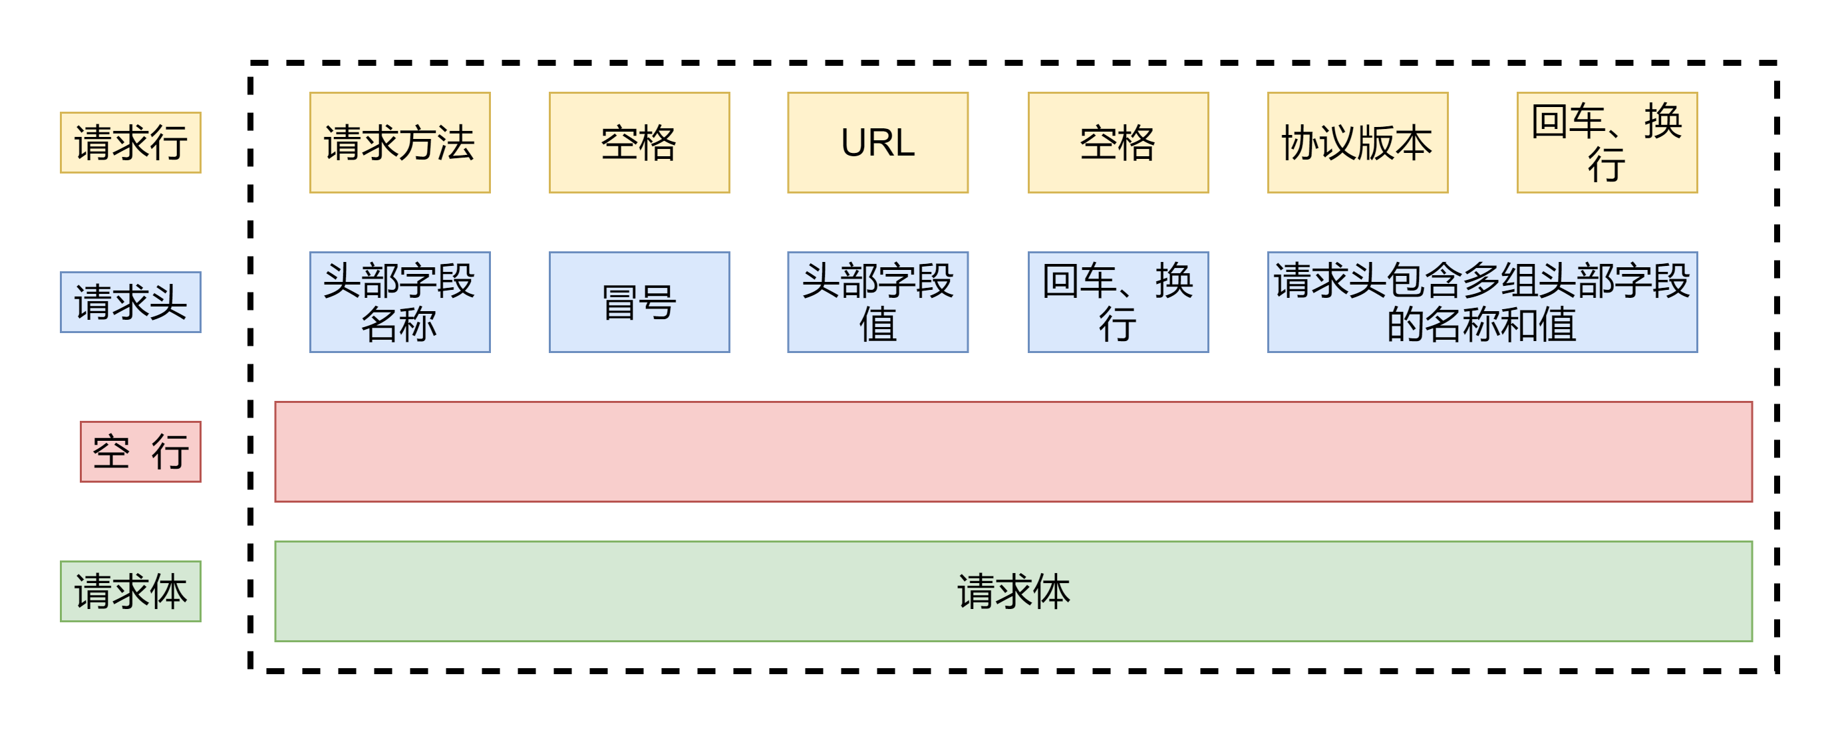 请求行
请求方法
空格
URL
空格
协议版本
回车、换
行
请求头
头部字段
名称
冒号
头部字段
值
回车、换
行
请求头包含多组头部字段
的名称和值
空 行
请求体
请求体